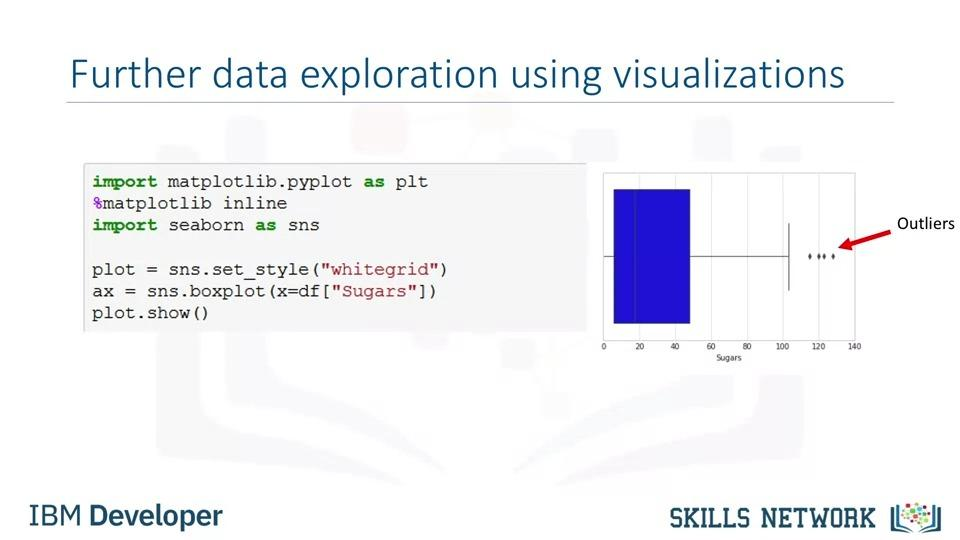 Further data exploration using visualizations
import matplotlib.pyplot as plt
%matplotlib inline
import seaborn as sns
plot = sns.set_style("whitegrid")
ax = sns.boxplot(x=df["Sugars"])
plot.show()
Outliers
0 20 40 60 80 100 120 140
Sugars
IBM Developer
SKILLS NETWORK